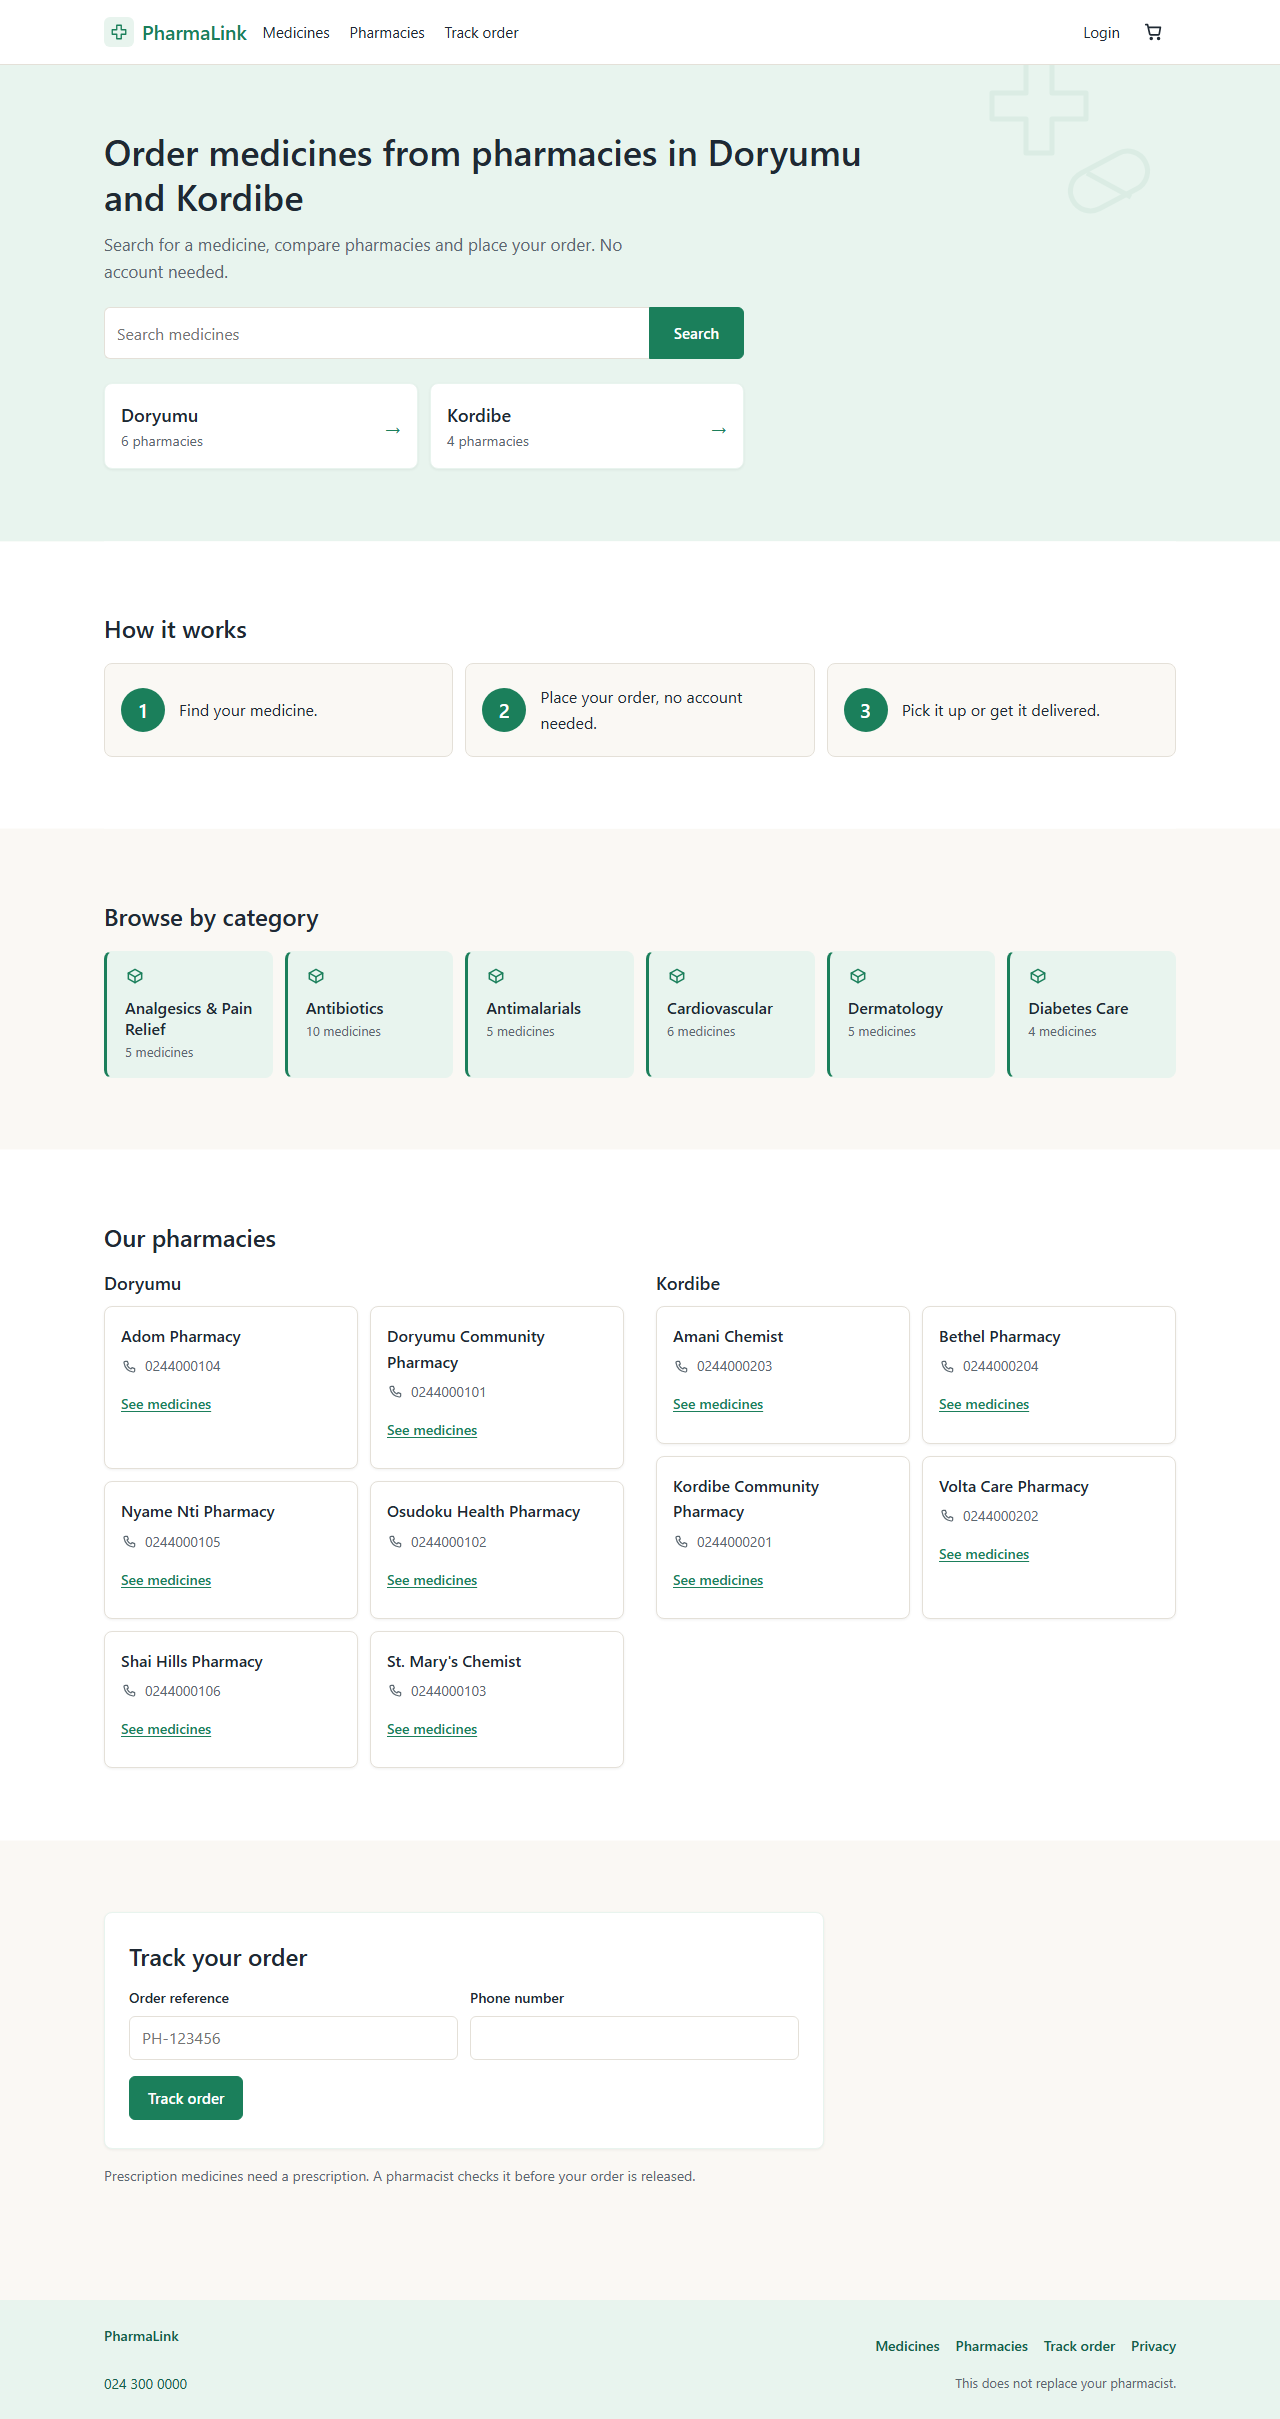 PharmaLink
Medicines
Pharmacies
Track order
Login
Order medicines from pharmacies in Doryumu
and Kordibe
Search for a medicine, compare pharmacies and place your order. No
account needed.
Search medicines
Search
Doryumu
6 pharmacies
→
Kordibe
4 pharmacies
→
How it works
1
Find your medicine.
2
Place your order, no account
needed.
3
Pick it up or get it delivered.
Browse by category
Analgesics & Pain
Relief
5 medicines
Antibiotics
10 medicines
Antimalarials
5 medicines
Cardiovascular
6 medicines
Dermatology
5 medicines
Diabetes Care
4 medicines
Our pharmacies
Doryumu
Adom Pharmacy
0244000104
See medicines
Doryumu Community
Pharmacy
0244000101
See medicines
Nyame Nti Pharmacy
0244000105
See medicines
Osudoku Health Pharmacy
0244000102
See medicines
Shai Hills Pharmacy
0244000106
See medicines
St. Mary's Chemist
0244000103
See medicines
Kordibe
Amani Chemist
0244000203
See medicines
Bethel Pharmacy
0244000204
See medicines
Kordibe Community
Pharmacy
0244000201
See medicines
Volta Care Pharmacy
0244000202
See medicines
Track your order
Order reference
PH-123456
Phone number
Track order
Prescription medicines need a prescription. A pharmacist checks it before your order is released.
PharmaLink
024 300 0000
Medicines
Pharmacies
Track order
Privacy
This does not replace your pharmacist.